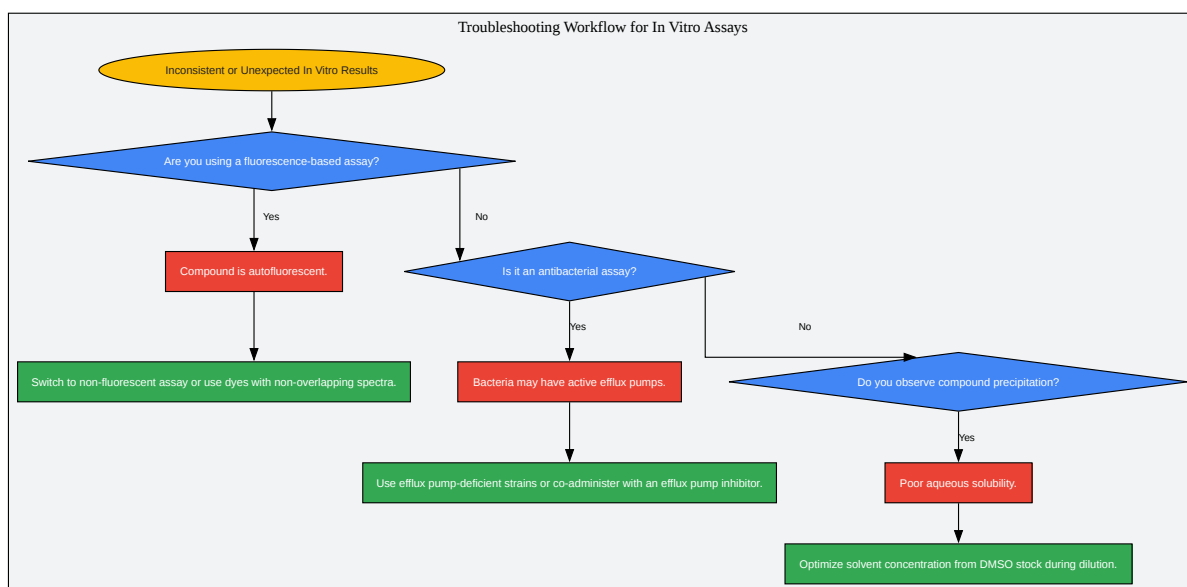 Troubleshooting Workflow for In Vitro Assays
Inconsistent or Unexpected In Vitro Results
Are you using a fluorescence-based assay?
Yes
No
Compound is autofluorescent.
Is it an antibacterial assay?
Yes
No
Switch to non-fluorescent assay or use dyes with non-overlapping spectra.
Bacteria may have active efflux pumps.
Do you observe compound precipitation?
Yes
Use efflux pump-deficient strains or co-administer with an efflux pump inhibitor.
Poor aqueous solubility.
Optimize solvent concentration from DMSO stock during dilution.